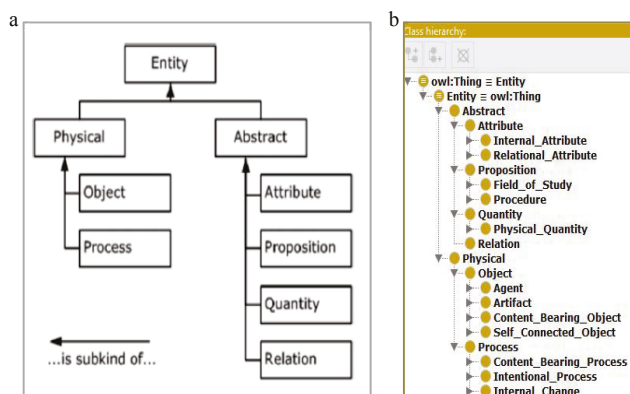 a
Entity
Physical
Abstract
Object
Attribute
Process
Proposition
Quantity
Relation
...is subkind of...
b
Class hierarchy:
owl:Thing ≡ Entity
Entity ≡ owl:Thing
Abstract
Attribute
Internal_Attribute
Relational_Attribute
Proposition
Field_of_Study
Procedure
Quantity
Physical_Quantity
Relation
Physical
Object
Agent
Artifact
Content_Bearing_Object
Self_Connected_Object
Process
Content_Bearing_Process
Intentional_Process
Internal_Change